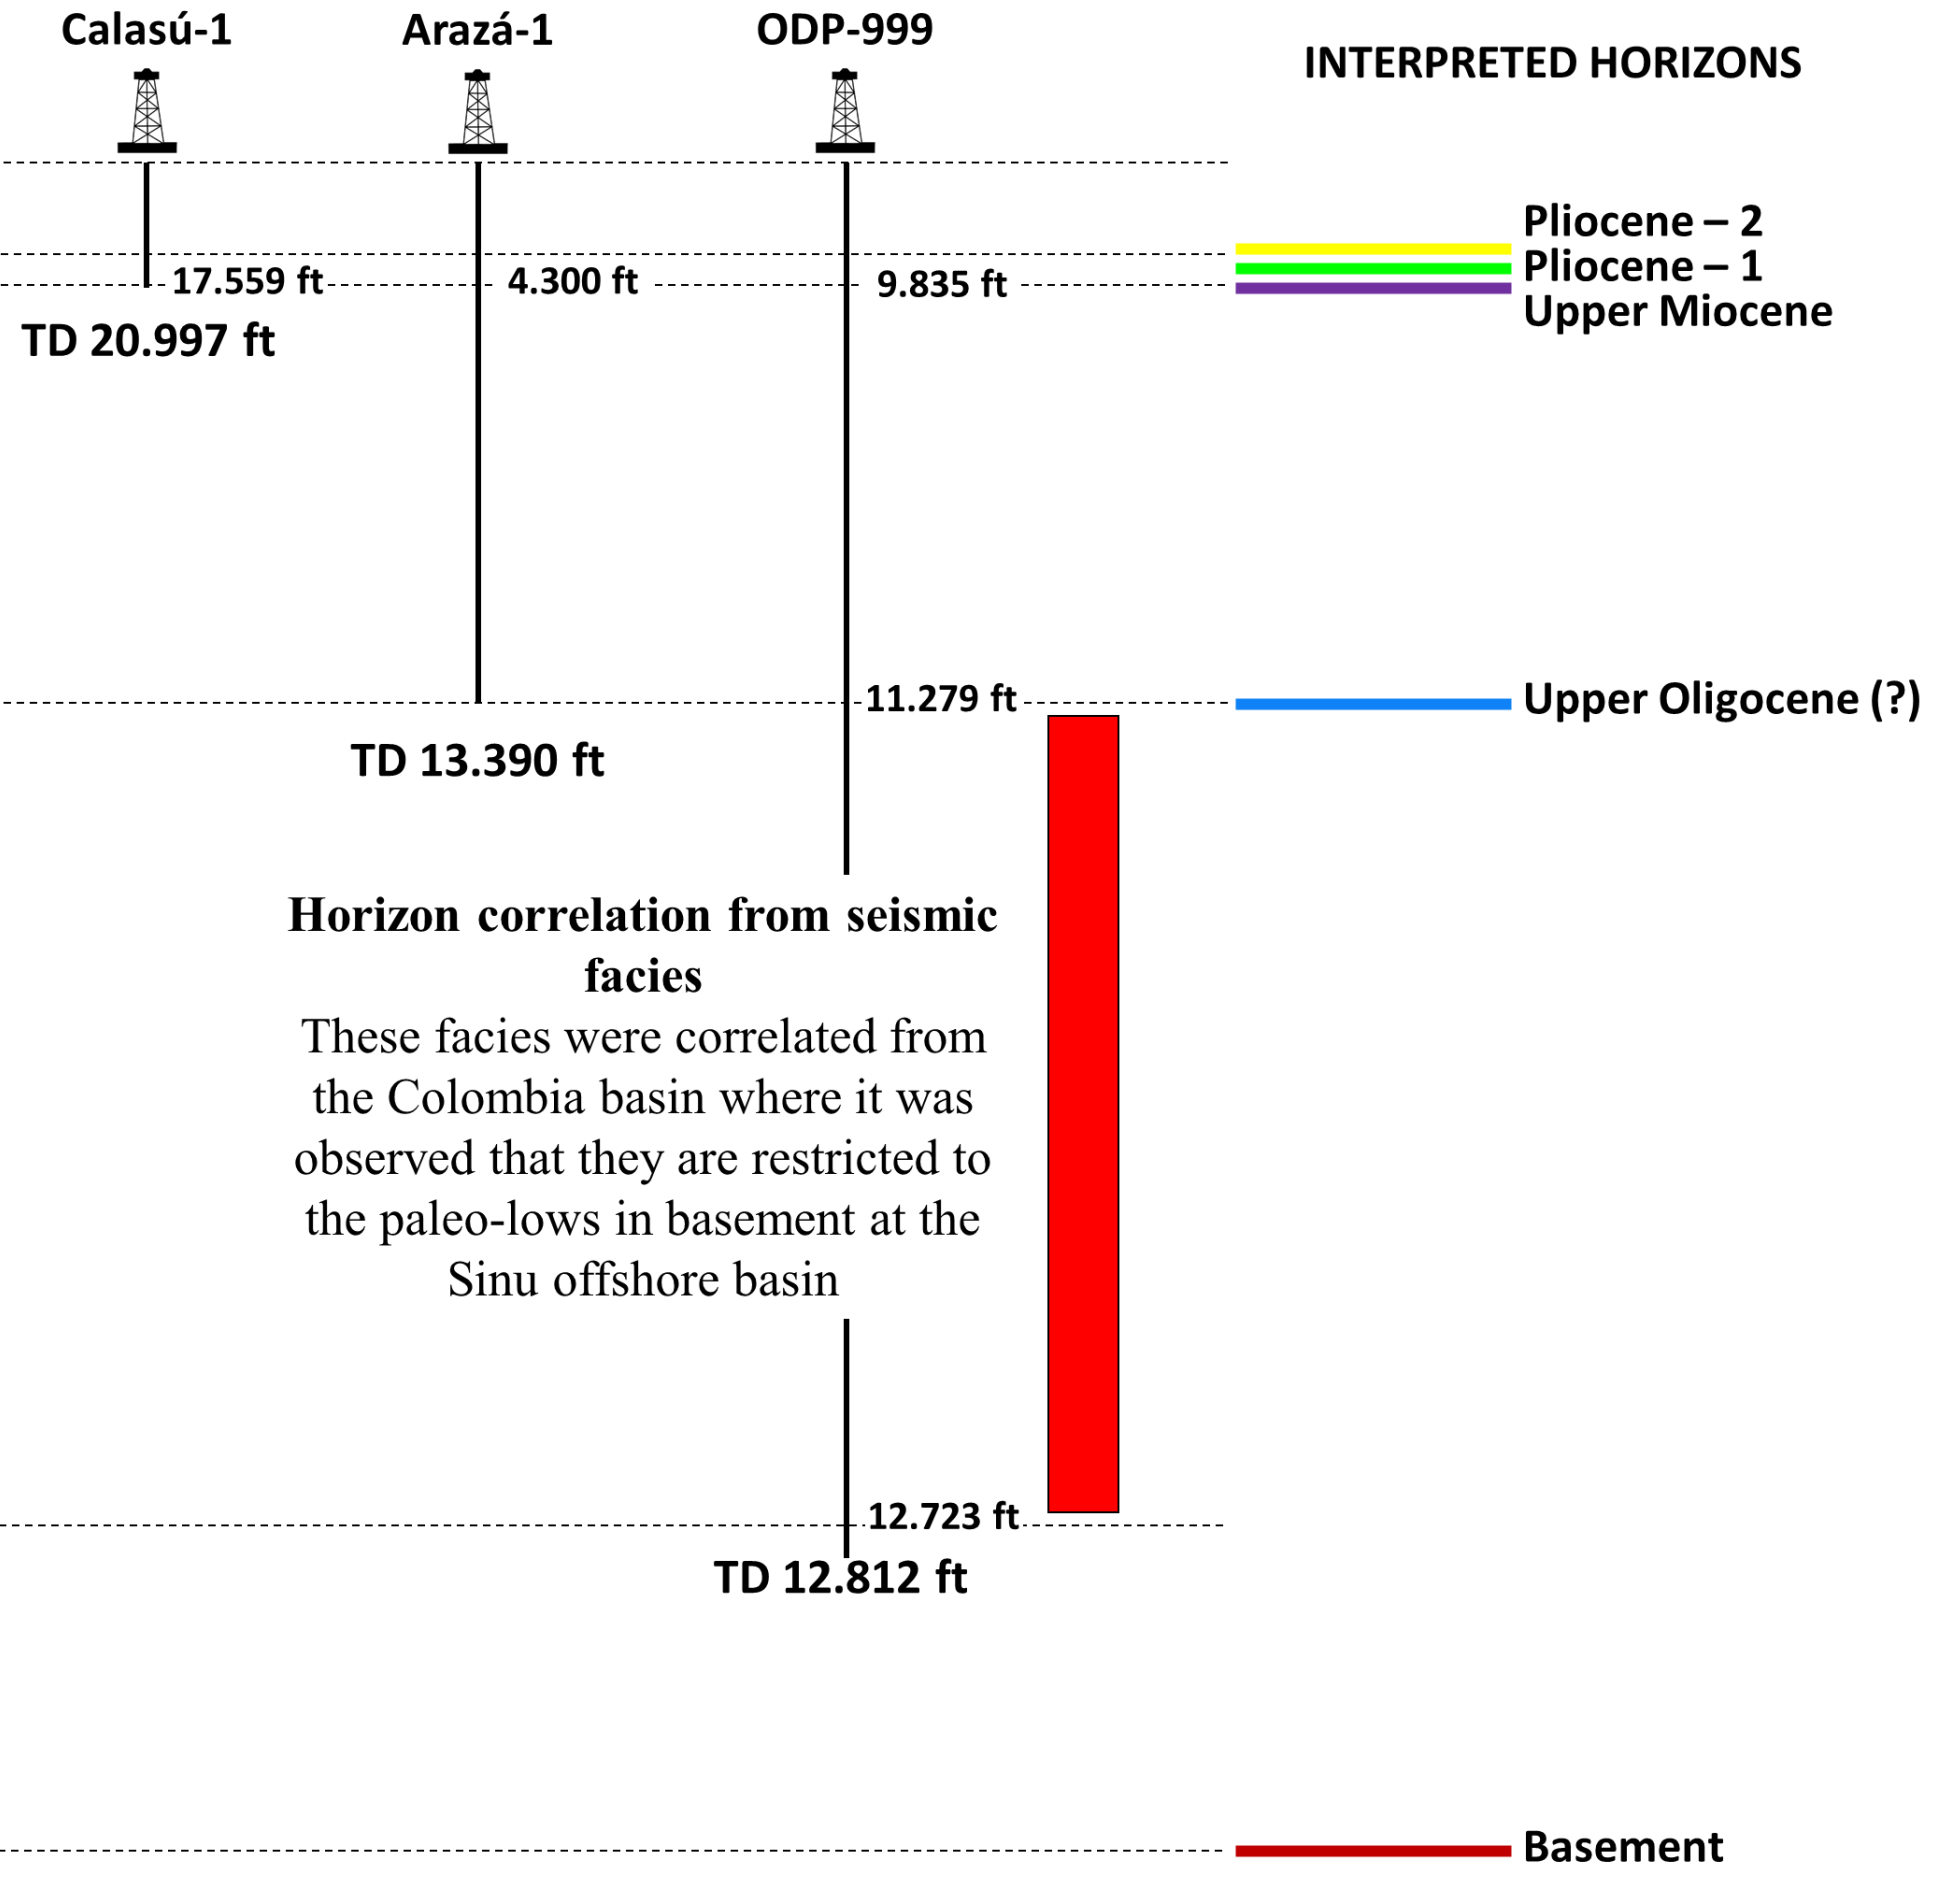 Calasú-1
Arazá-1
ODP-999
INTERPRETED HORIZONS
Pliocene – 2
Pliocene – 1
17.559 ft
4.300 ft
9.835 ft
Upper Miocene
TD 20.997 ft
11.279 ft
Upper Oligocene (?)
TD 13.390 ft
Horizon correlation from seismic
facies
These facies were correlated from
the Colombia basin where it was
observed that they are restricted to
the paleo-lows in basement at the
Sinu offshore basin
12.723 ft
TD 12.812 ft
Basement